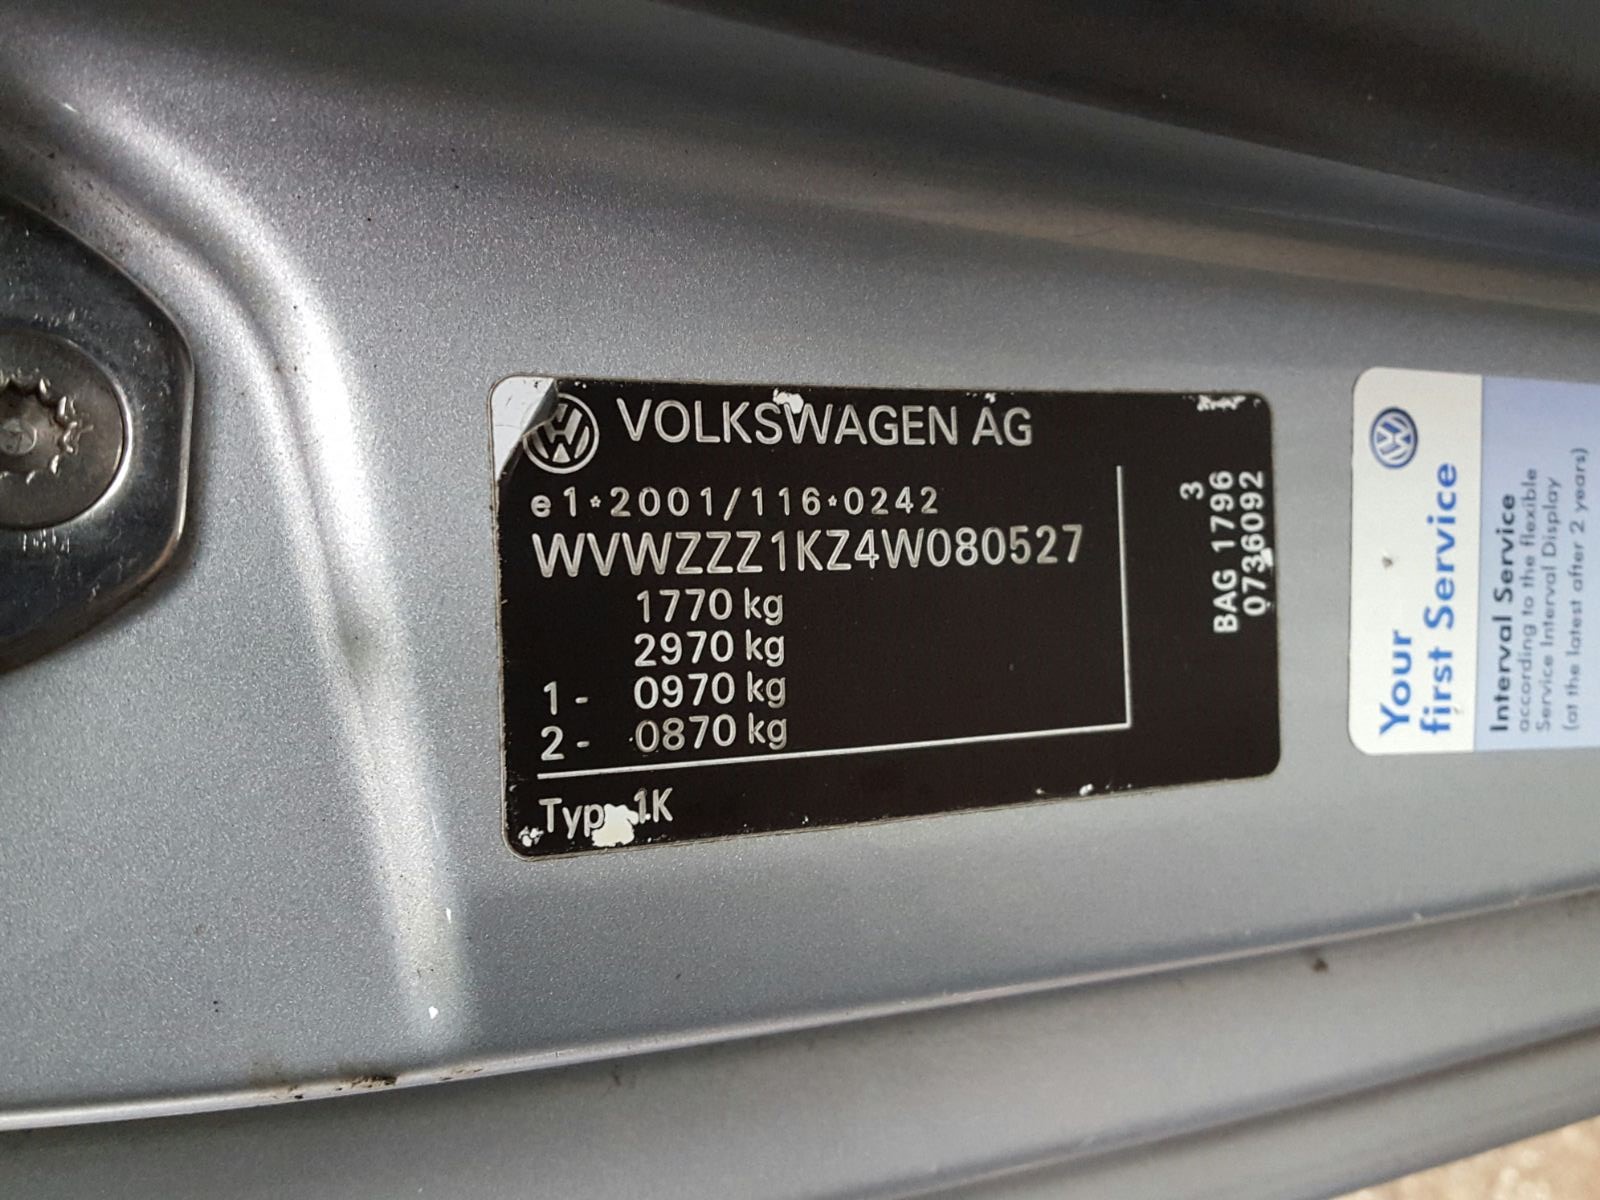 VOLKSWAGEN AG
e1*2001/116*0242
WVWZZZ1KZ4W080527
1770 kg
2970 kg
1- 0970 kg
2- 0870 kg
Typ 1K
3
BAG 1796
0736092
Your
first Service
Interval Service
according to the flexible
Service Interval Display
(at the latest after 2 years)